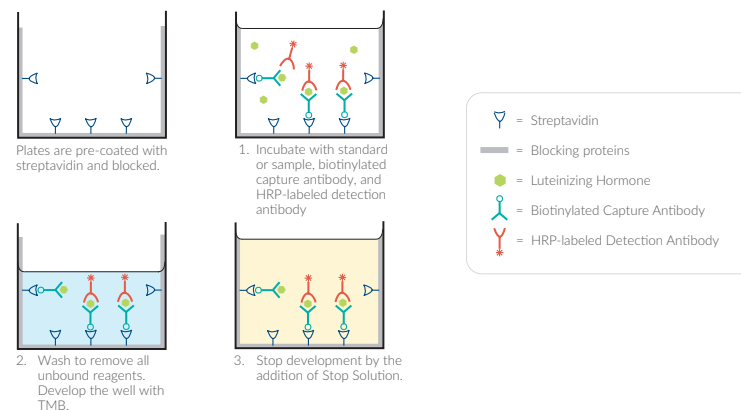 Plates are pre-coated with
streptavidin and blocked.
1. Incubate with standard
or sample, biotinylated
capture antibody, and
HRP-labeled detection
antibody
2. Wash to remove all
unbound reagents.
Develop the well with
TMB.
3. Stop development by the
addition of Stop Solution.
= Streptavidin
= Blocking proteins
= Luteinizing Hormone
= Biotinylated Capture Antibody
= HRP-labeled Detection Antibody